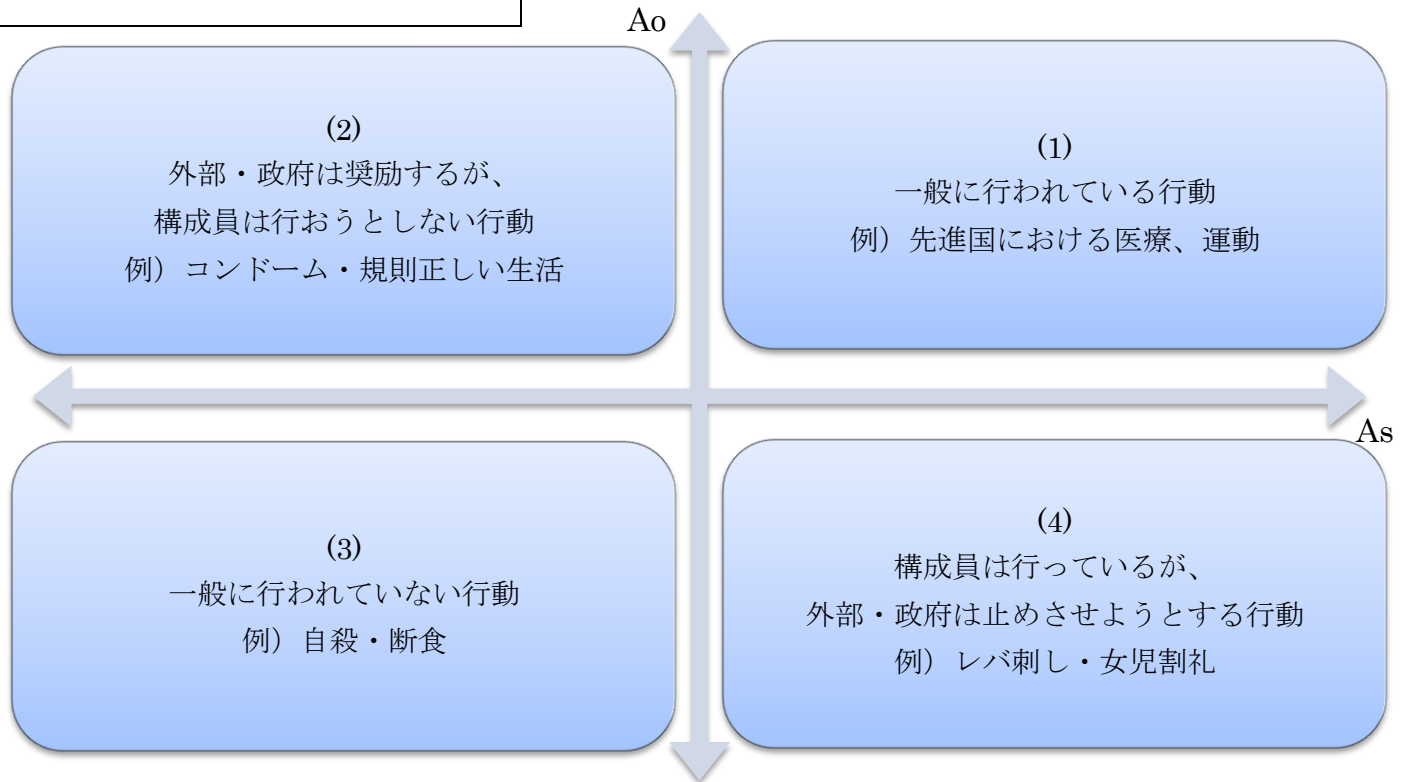 Ao
(2)
外部・政府は奨励するが、
構成員は行おうとしない行動
例）コンドーム・規則正しい生活
(1)
一般に行われている行動
例）先進国における医療、運動
As
(3)
一般に行われていない行動
例）自殺・断食
(4)
構成員は行っているが、
外部・政府は止めさせようとする行動
例）レバ刺し・女児割礼